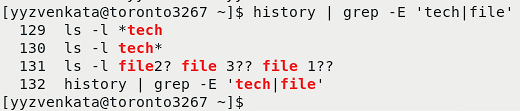 [yyzvenkata@toronto3267 ~]$ history | grep -E 'tech|file'
129 ls -l *tech
130 ls -l tech*
131 ls -l file2? file 3?? file 1??
132 history | grep -E 'tech|file'
[yyzvenkata@toronto3267 ~]$